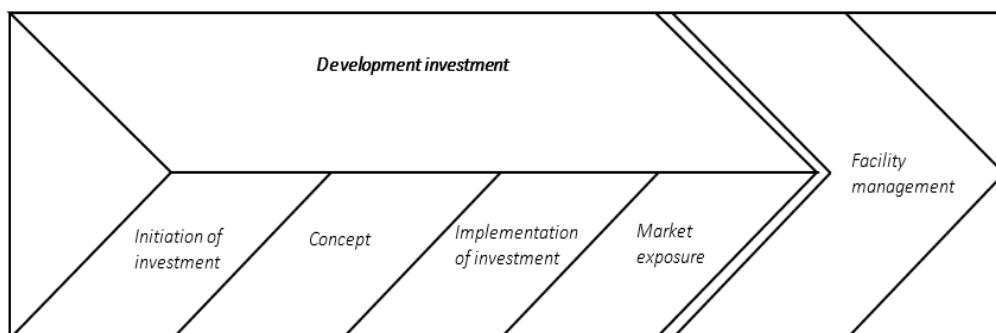 Development investment
Initiation of
investment
Concept
Implementation
of investment
Market
exposure
Facility
management